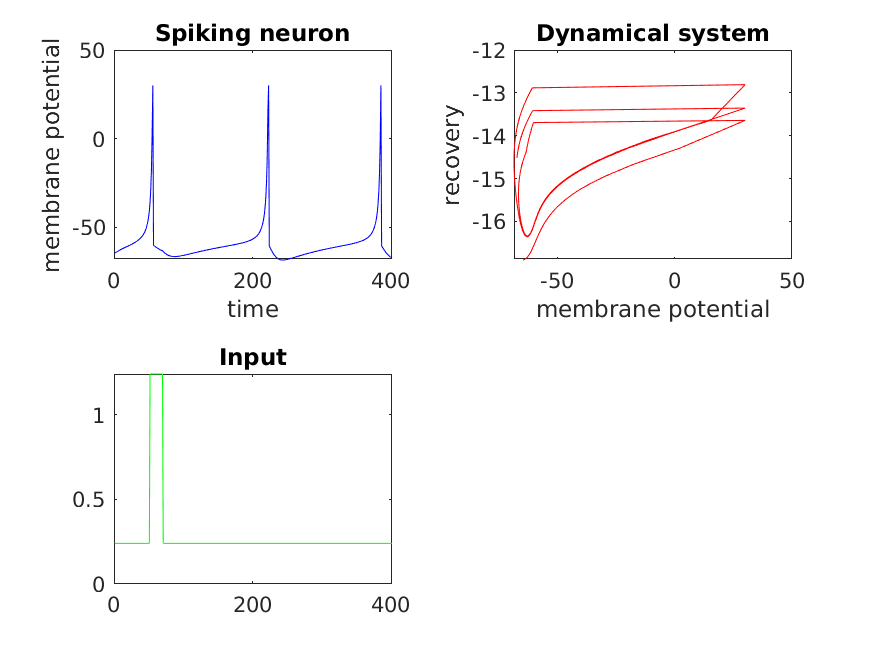 Spiking neuron
50
0
-50
membrane potential
0
200
400
time
Dynamical system
-12
-13
-14
-15
-16
recovery
-50
0
50
membrane potential
Input
1
0.5
0
0
200
400